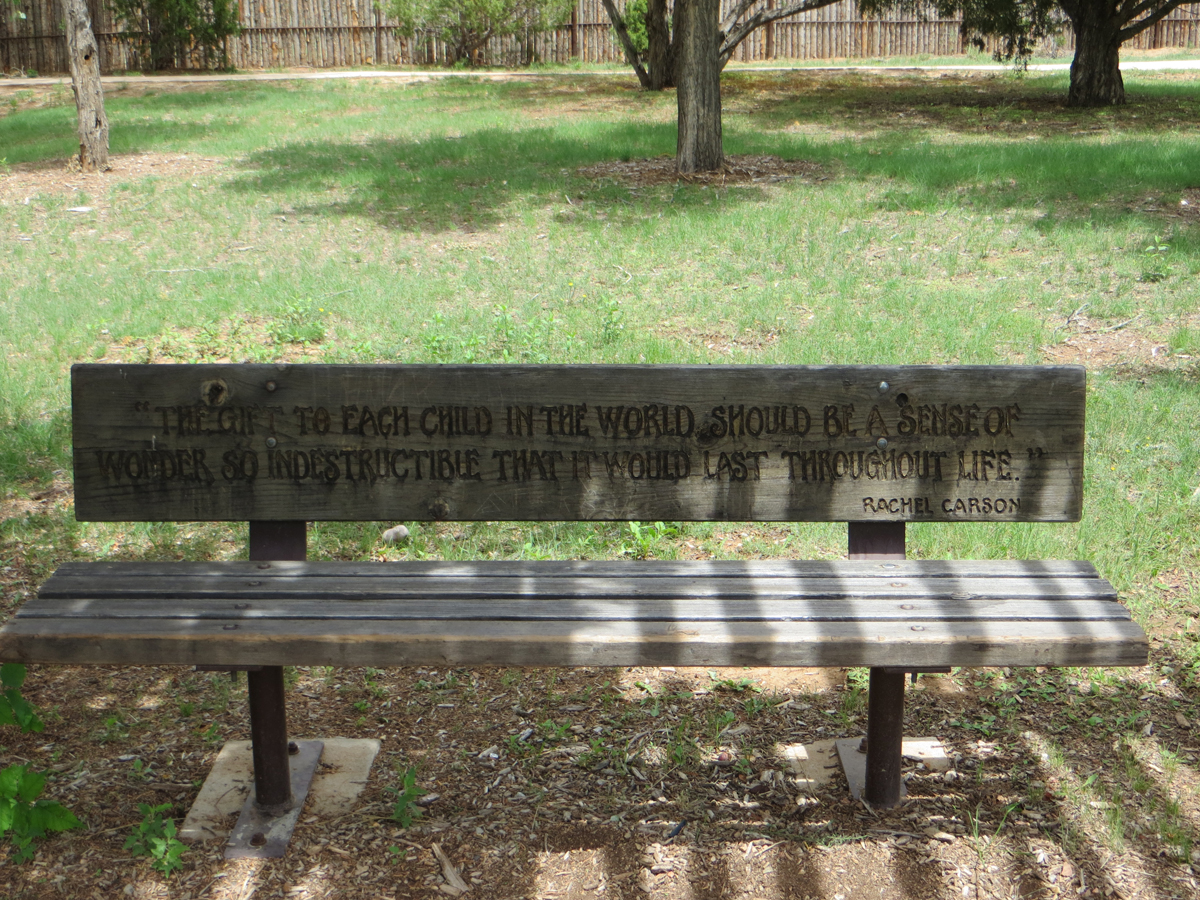 "THE GIFT TO EACH CHILD IN THE WORLD SHOULD BE A SENSE OF
WONDER SO INDESTRUCTIBLE THAT IT WOULD LAST THROUGHOUT LIFE."
RACHEL CARSON